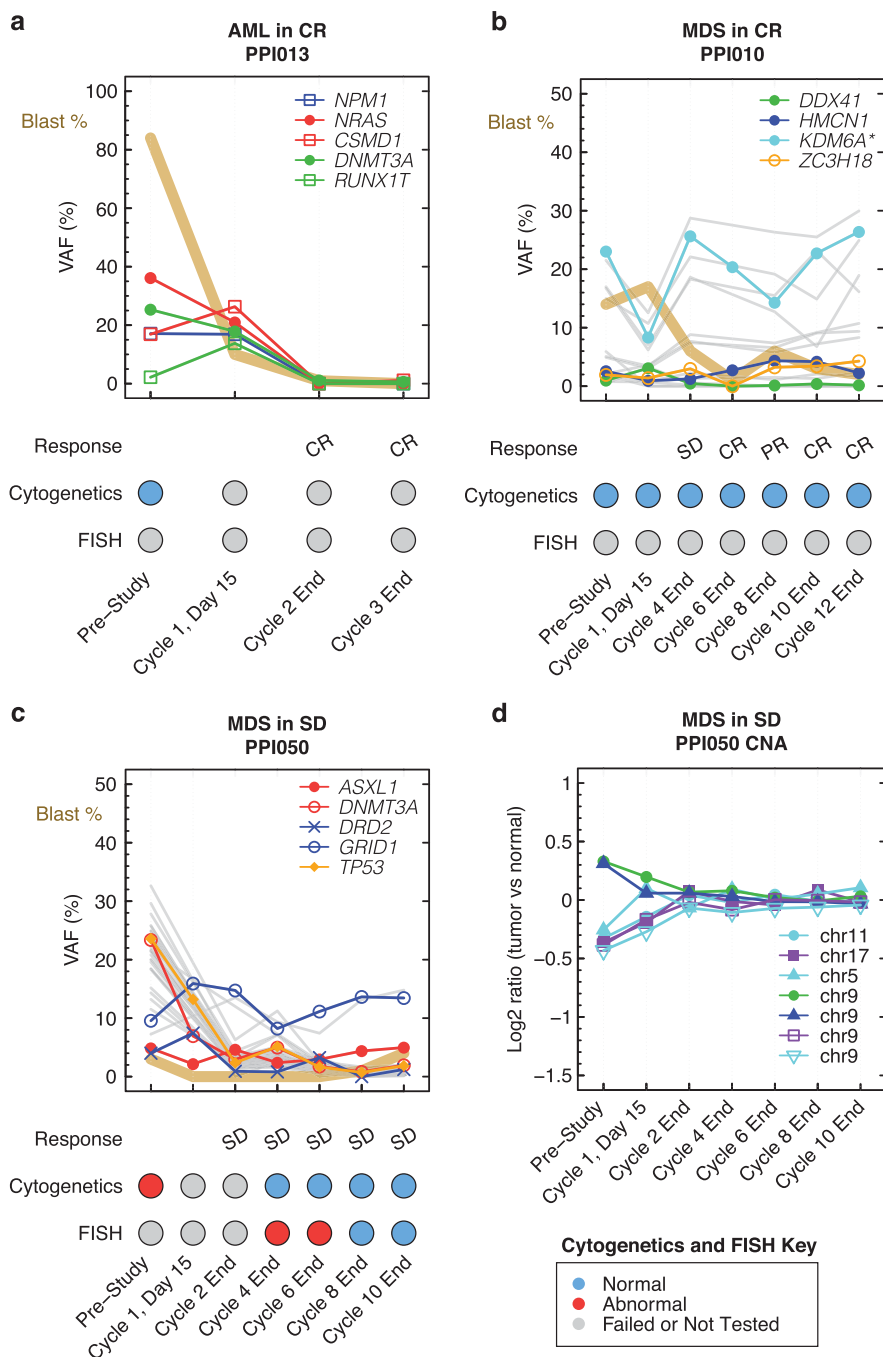 a
AML in CR
PPI013
Blast %
VAF (%)
100
80
60
40
20
0
NPM1
NRAS
CSMD1
DNMT3A
RUNX1T
Response
CR
CR
Cytogenetics
FISH
Pre−Study
Cycle 1, Day 15
Cycle 2 End
Cycle 3 End
b
MDS in CR
PPI010
Blast %
VAF (%)
50
40
30
20
10
0
DDX41
HMCN1
KDM6A*
ZC3H18
Response
SD
CR
PR
CR
CR
Cytogenetics
FISH
Pre−Study
Cycle 1, Day 15
Cycle 4 End
Cycle 6 End
Cycle 8 End
Cycle 10 End
Cycle 12 End
c
MDS in SD
PPI050
Blast %
VAF (%)
50
40
30
20
10
0
ASXL1
DNMT3A
DRD2
GRID1
TP53
Response
SD
SD
SD
SD
SD
Cytogenetics
FISH
Pre−Study
Cycle 1, Day 15
Cycle 2 End
Cycle 4 End
Cycle 6 End
Cycle 8 End
Cycle 10 End
d
MDS in SD
PPI050 CNA
Log2 ratio (tumor vs normal)
1
0.5
0
−0.5
−1
−1.5
chr11
chr17
chr5
chr9
chr9
chr9
chr9
Pre−Study
Cycle 1, Day 15
Cycle 2 End
Cycle 4 End
Cycle 6 End
Cycle 8 End
Cycle 10 End
Cytogenetics and FISH Key
Normal
Abnormal
Failed or Not Tested